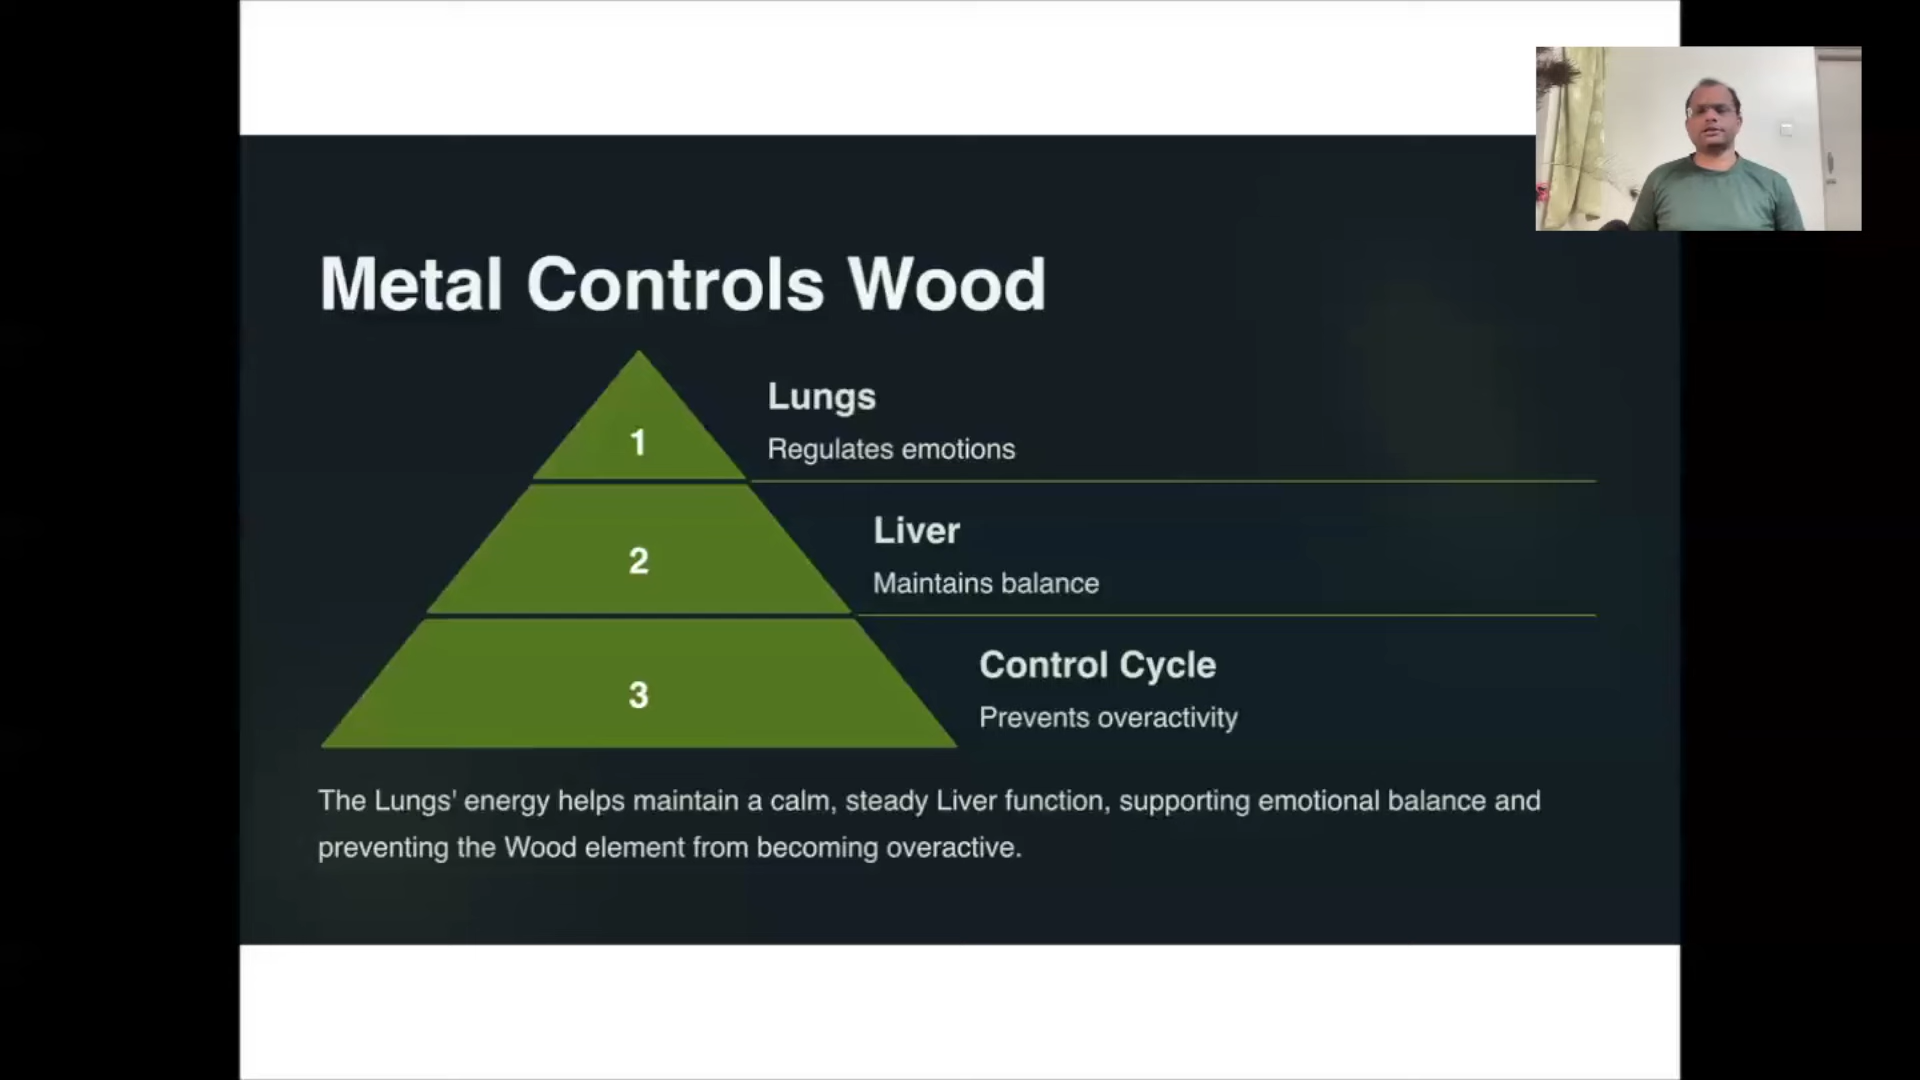 Metal Controls Wood
1
Lungs
Regulates emotions
2
Liver
Maintains balance
3
Control Cycle
Prevents overactivity
The Lungs' energy helps maintain a calm, steady Liver function, supporting emotional balance and
preventing the Wood element from becoming overactive.